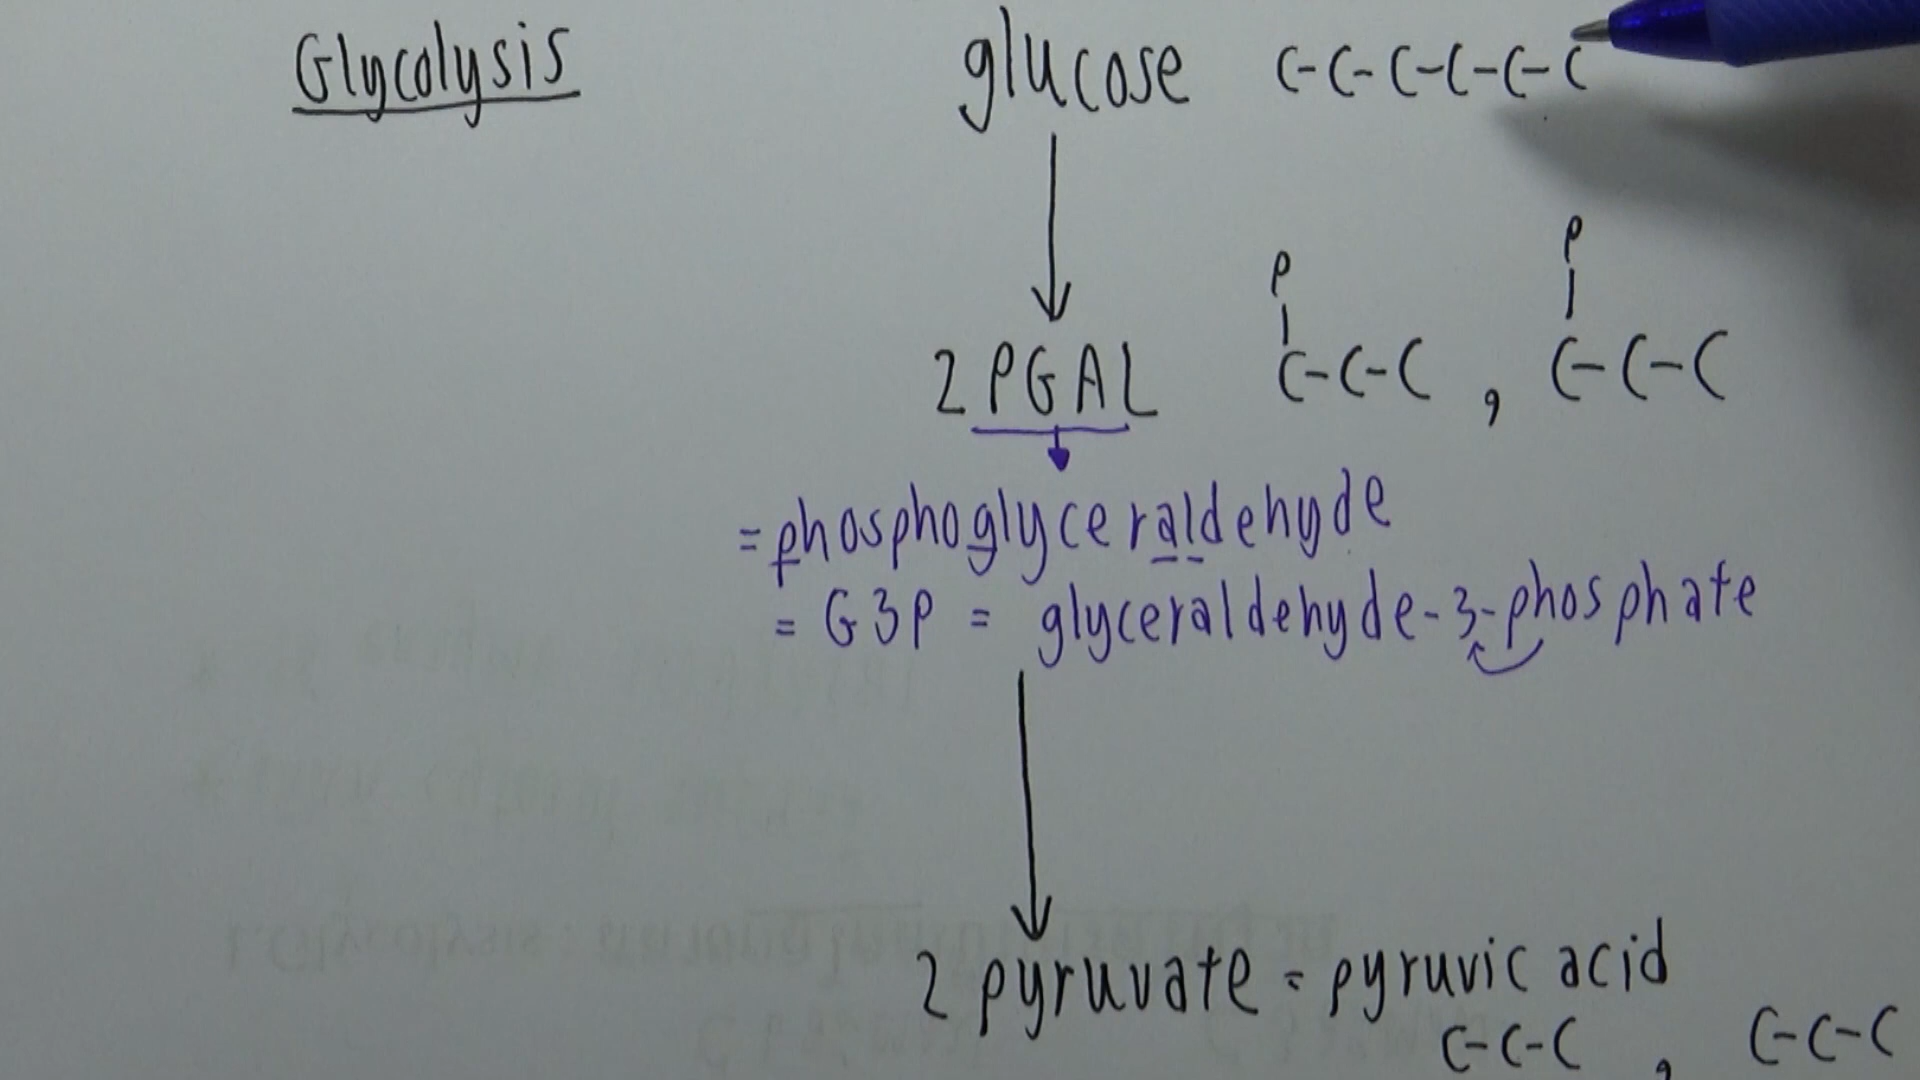 Glycolysis
glucose C-C-C-C-C-C
P P
2 PGAL C-C-C , C-C-C
= phosphoglyceraldehyde
= G3P = glyceraldehyde-3-phosphate
2 pyruvate = pyruvic acid
C-C-C , C-C-C